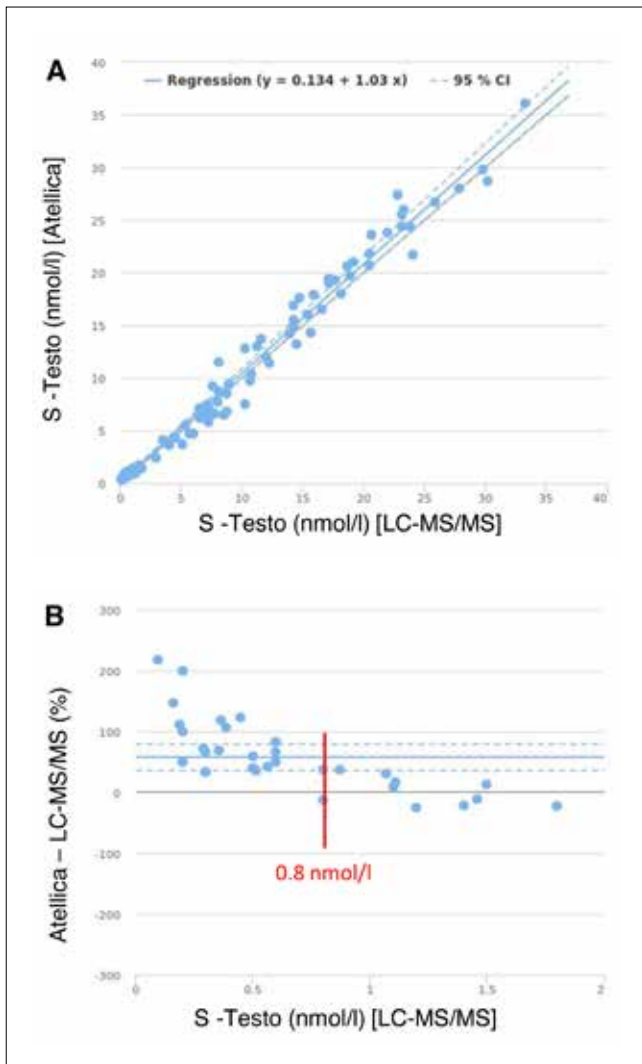 A
Regression (y = 0.134 + 1.03 x) 95 % CI
40
35
30
25
20
15
10
5
0
S -Testo (nmol/l) [Atellica]
0 5 10 15 20 25 30 35 40
S -Testo (nmol/l) [LC-MS/MS]
B
300
200
100
0
-100
-200
-300
Atellica – LC-MS/MS (%)
0.8 nmol/l
0 0.5 1 1.5 2
S -Testo (nmol/l) [LC-MS/MS]